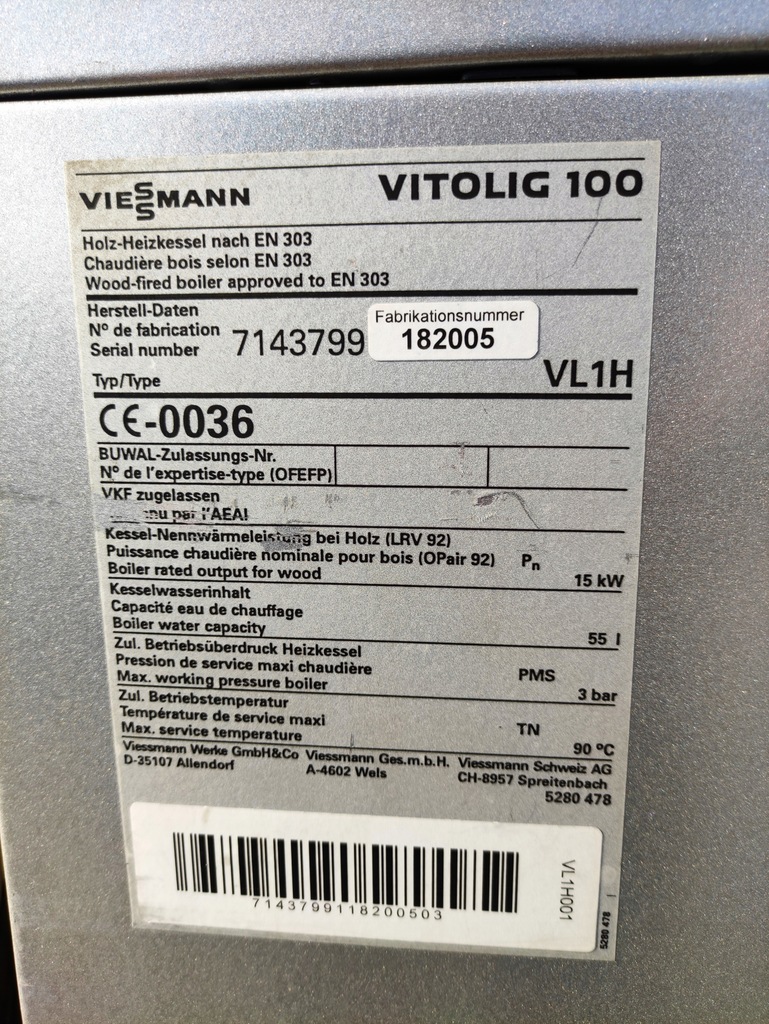 VIESSMANN VITOLIG 100
Holz-Heizkessel nach EN 303
Chaudière bois selon EN 303
Wood-fired boiler approved to EN 303
Herstell-Daten
N° de fabrication
Serial number
7143799
Fabrikationsnummer
182005
Typ/Type VL1H
CE-0036
BUWAL-Zulassungs-Nr.
N° de l'expertise-type (OFEFP)
VKF zugelassen
par l'AEAI
Kessel-Nennwärmeleistung bei Holz (LRV 92)
Puissance chaudière nominale pour bois (OPair 92) Pn
Boiler rated output for wood 15 kW
Kesselwasserinhalt
Capacité eau de chauffage
Boiler water capacity 55 l
Zul. Betriebsüberdruck Heizkessel
Pression de service maxi chaudière PMS
Max. working pressure boiler 3 bar
Zul. Betriebstemperatur
Température de service maxi TN
Max. service temperature 90 °C
Viessmann Werke GmbH&Co Viessmann Ges.m.b.H. Viessmann Schweiz AG
D-35107 Allendorf A-4602 Wels CH-8957 Spreitenbach
5280 478
7143799118200503
VL1H001
5280 478